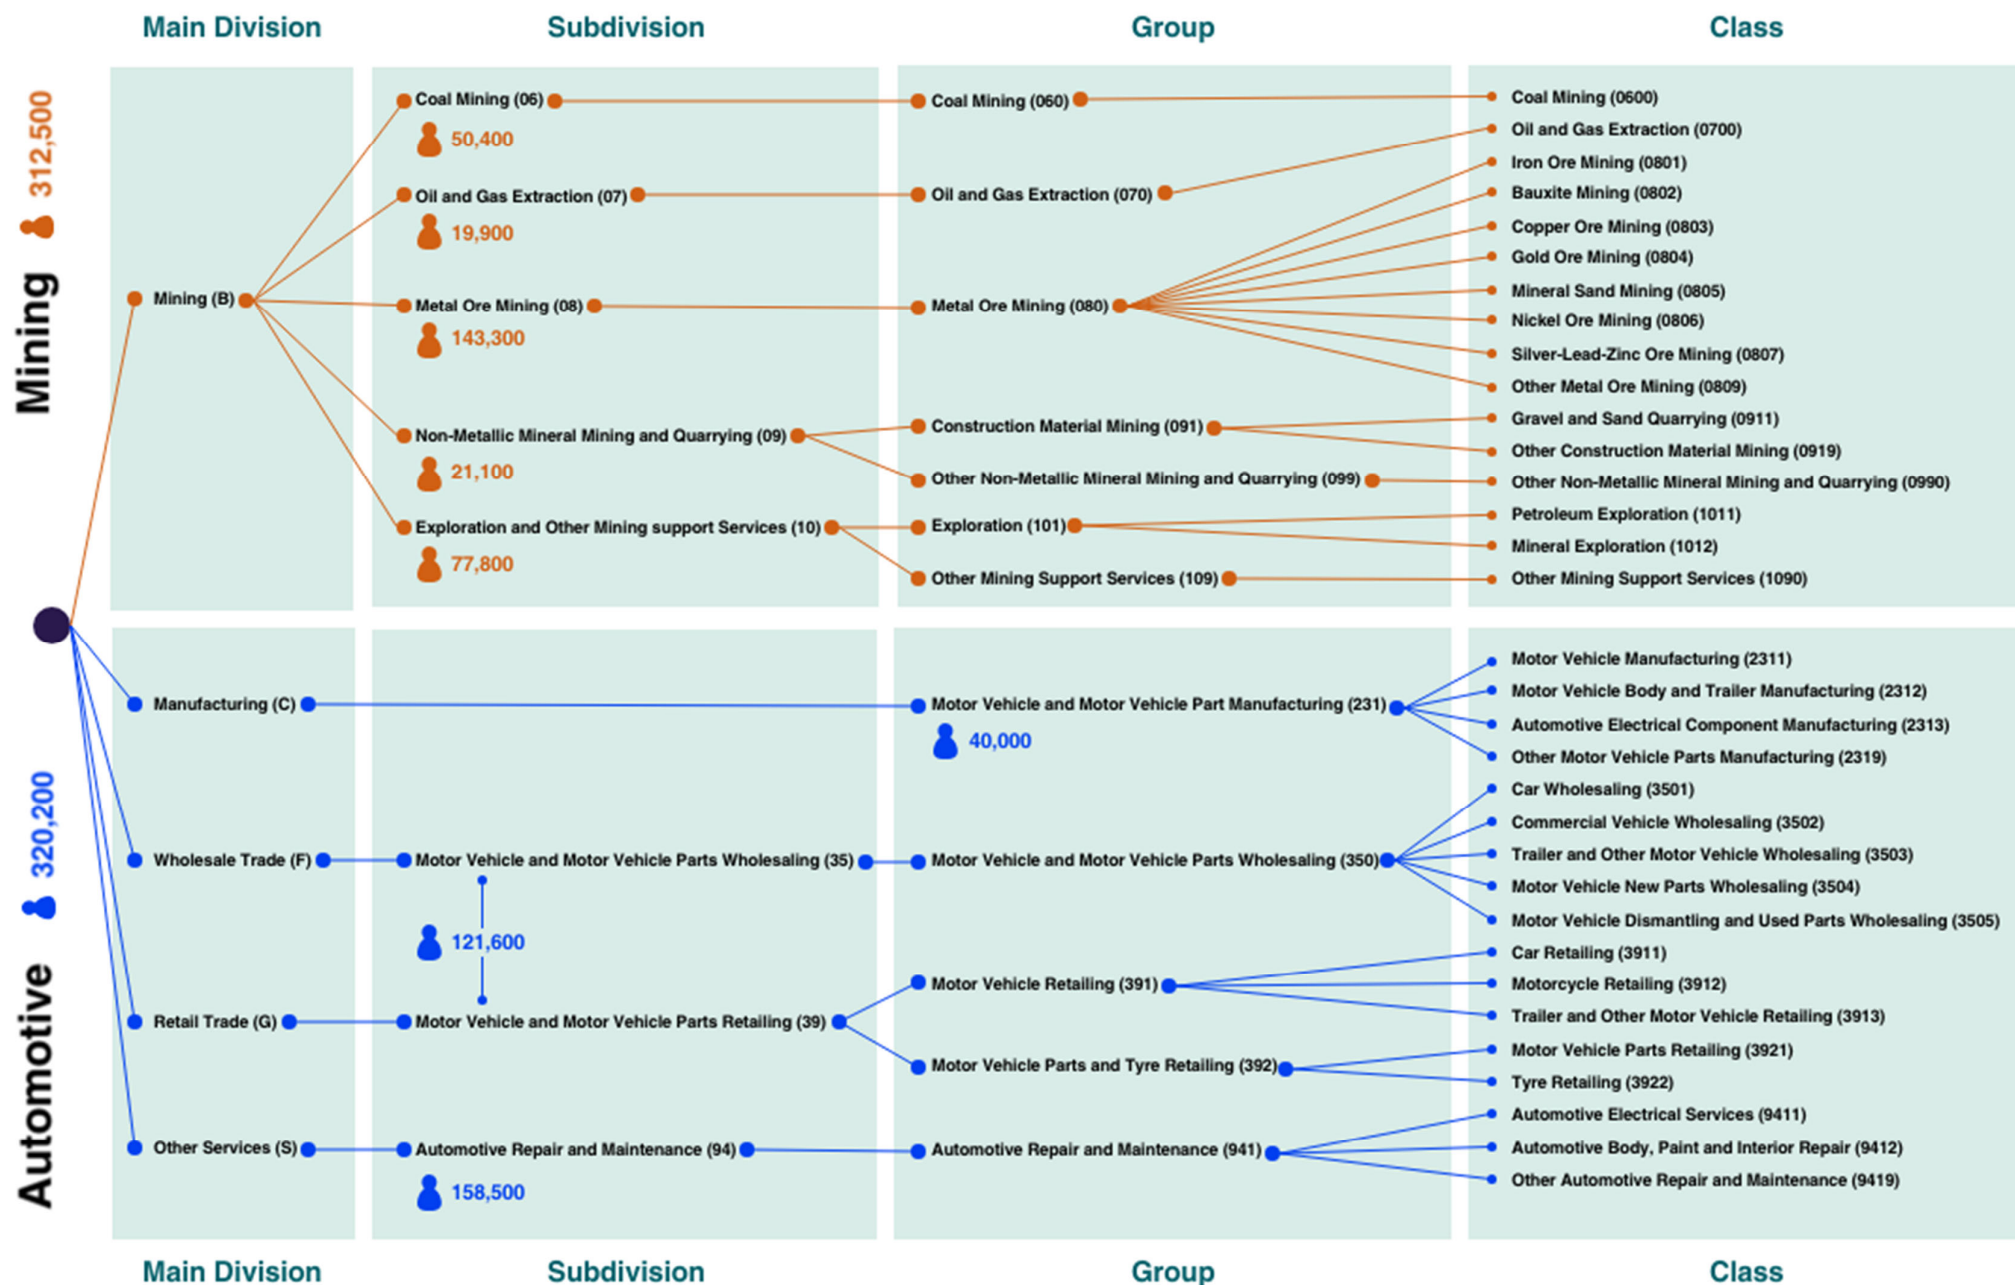 Main Division
Subdivision
Group
Class
Mining 312,500
Mining (B)
Coal Mining (06)
50,400
Oil and Gas Extraction (07)
19,900
Metal Ore Mining (08)
143,300
Non-Metallic Mineral Mining and Quarrying (09)
21,100
Exploration and Other Mining support Services (10)
77,800
Coal Mining (060)
Oil and Gas Extraction (070)
Metal Ore Mining (080)
Construction Material Mining (091)
Other Non-Metallic Mineral Mining and Quarrying (099)
Exploration (101)
Other Mining Support Services (109)
Coal Mining (0600)
Oil and Gas Extraction (0700)
Iron Ore Mining (0801)
Bauxite Mining (0802)
Copper Ore Mining (0803)
Gold Ore Mining (0804)
Mineral Sand Mining (0805)
Nickel Ore Mining (0806)
Silver-Lead-Zinc Ore Mining (0807)
Other Metal Ore Mining (0809)
Gravel and Sand Quarrying (0911)
Other Construction Material Mining (0919)
Other Non-Metallic Mineral Mining and Quarrying (0990)
Petroleum Exploration (1011)
Mineral Exploration (1012)
Other Mining Support Services (1090)
Automotive 320,200
Manufacturing (C)
Wholesale Trade (F)
Retail Trade (G)
Other Services (S)
Motor Vehicle and Motor Vehicle Parts Wholesaling (35)
121,600
Motor Vehicle and Motor Vehicle Parts Retailing (39)
Automotive Repair and Maintenance (94)
158,500
Motor Vehicle and Motor Vehicle Part Manufacturing (231)
40,000
Motor Vehicle and Motor Vehicle Parts Wholesaling (350)
Motor Vehicle Retailing (391)
Motor Vehicle Parts and Tyre Retailing (392)
Automotive Repair and Maintenance (941)
Motor Vehicle Manufacturing (2311)
Motor Vehicle Body and Trailer Manufacturing (2312)
Automotive Electrical Component Manufacturing (2313)
Other Motor Vehicle Parts Manufacturing (2319)
Car Wholesaling (3501)
Commercial Vehicle Wholesaling (3502)
Trailer and Other Motor Vehicle Wholesaling (3503)
Motor Vehicle New Parts Wholesaling (3504)
Motor Vehicle Dismantling and Used Parts Wholesaling (3505)
Car Retailing (3911)
Motorcycle Retailing (3912)
Trailer and Other Motor Vehicle Retailing (3913)
Motor Vehicle Parts Retailing (3921)
Tyre Retailing (3922)
Automotive Electrical Services (9411)
Automotive Body, Paint and Interior Repair (9412)
Other Automotive Repair and Maintenance (9419)
Main Division
Subdivision
Group
Class